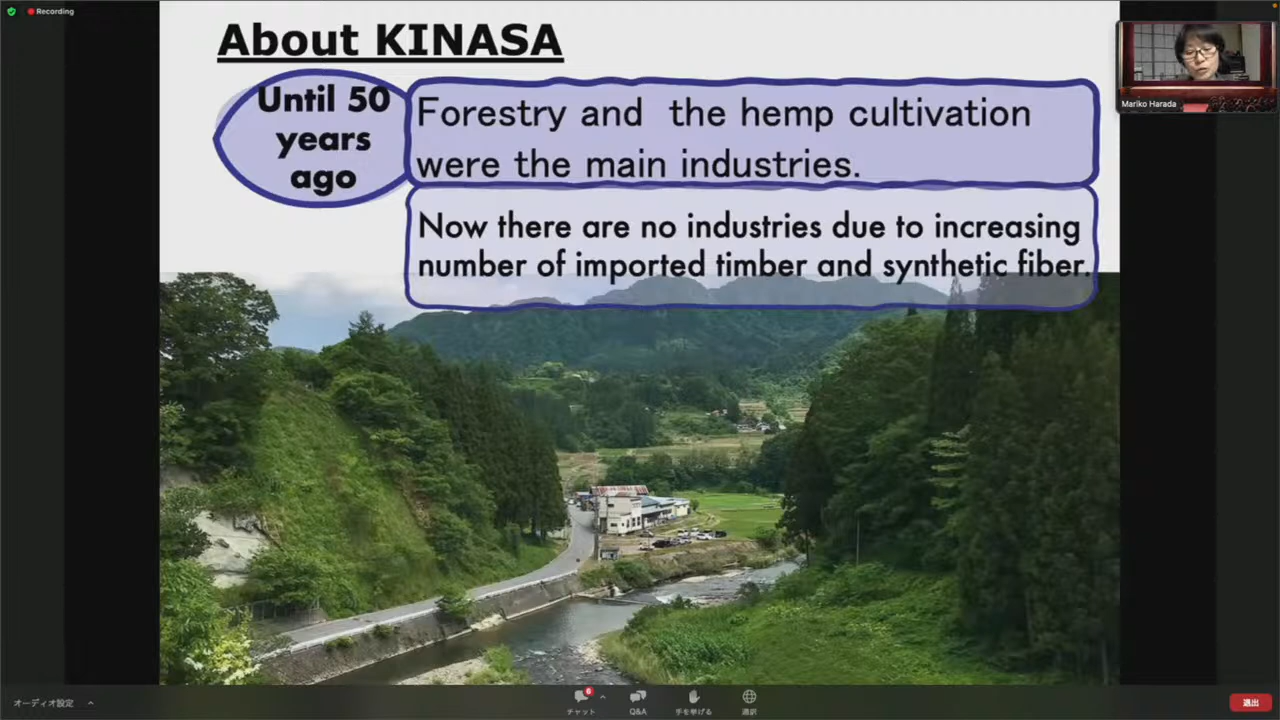 Recording
About KINASA
Until 50
years
ago
Forestry and the hemp cultivation
were the main industries.
Now there are no industries due to increasing
number of imported timber and synthetic fiber.
Mariko Harada
オーディオ設定
6
チャット
Q&A
手を挙げる
通訳
退出